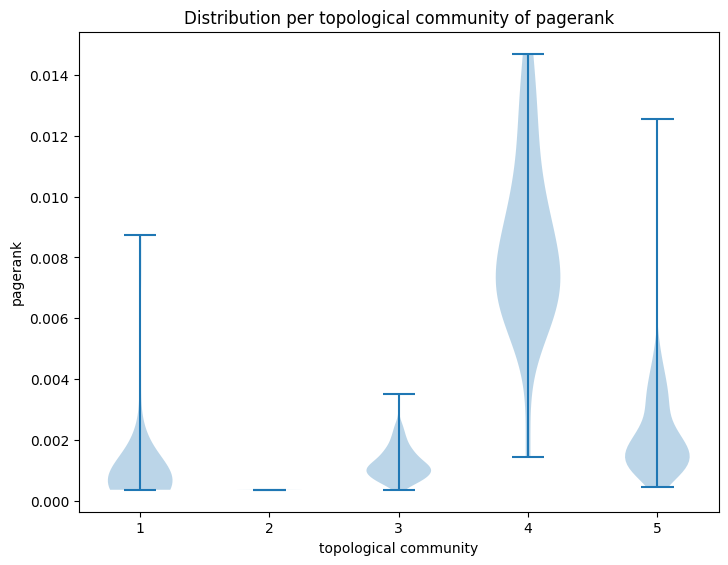 Distribution per topological community of pagerank
0.014
0.012
0.010
0.008
0.006
0.004
0.002
0.000
pagerank
1 2 3 4 5
topological community